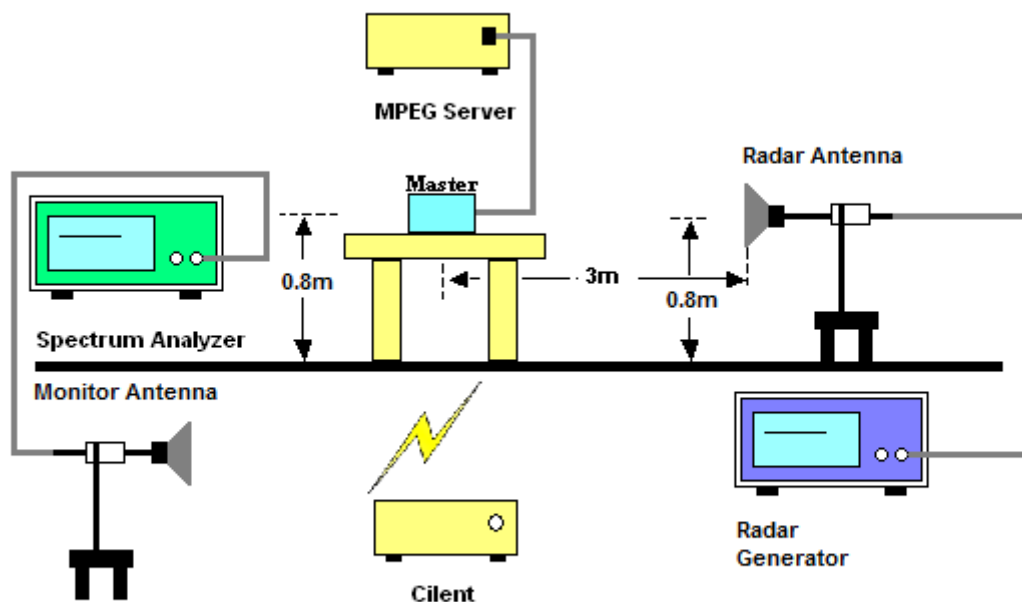 MPEG Server
Radar Antenna
Master
3m
0.8m
0.8m
Spectrum Analyzer
Monitor Antenna
Radar
Generator
Cilent